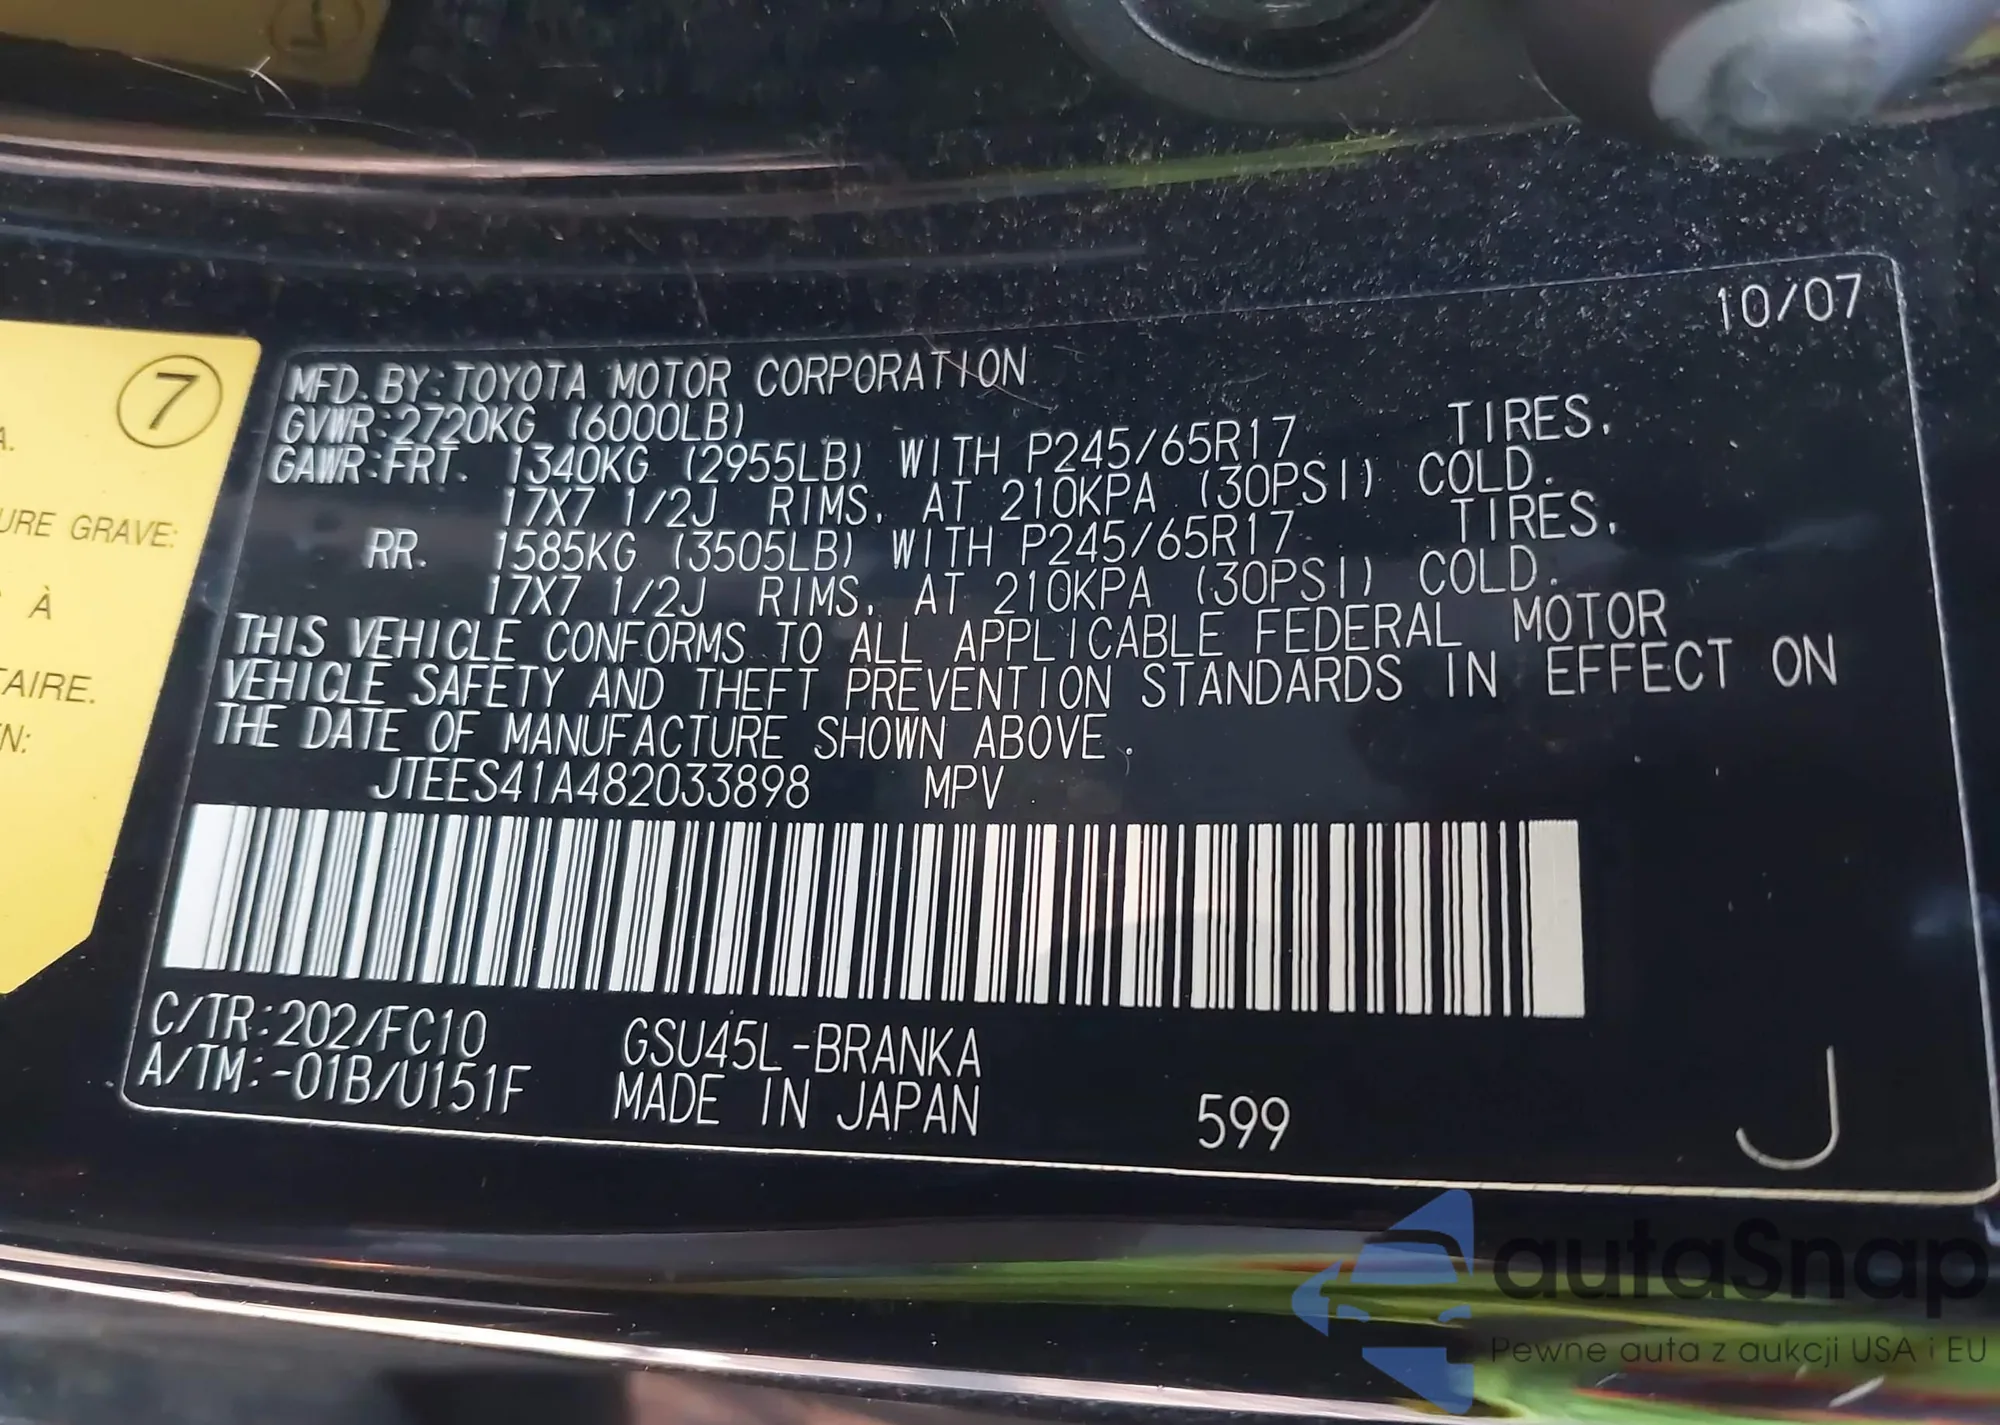 7
A.
URE GRAVE:
À
TAIRE.
EN:
10/07
MFD. BY: TOYOTA MOTOR CORPORATION
GVWR: 2720KG (6000LB)
GAWR: FRT. 1340KG (2955LB) WITH P245/65R17 TIRES.
17X7 1/2J RIMS, AT 210KPA (30PSI) COLD.
RR. 1585KG (3505LB) WITH P245/65R17 TIRES,
17X7 1/2J RIMS, AT 210KPA (30PSI) COLD.
THIS VEHICLE CONFORMS TO ALL APPLICABLE FEDERAL MOTOR
VEHICLE SAFETY AND THEFT PREVENTION STANDARDS IN EFFECT ON
THE DATE OF MANUFACTURE SHOWN ABOVE.
JTEES41A482033898 MPV
C/TR: 202/FC10 GSU45L-BRANKA
A/TM: -01B/U151F MADE IN JAPAN 599 J
autaSnap
Pewne auta z aukcji USA i EU